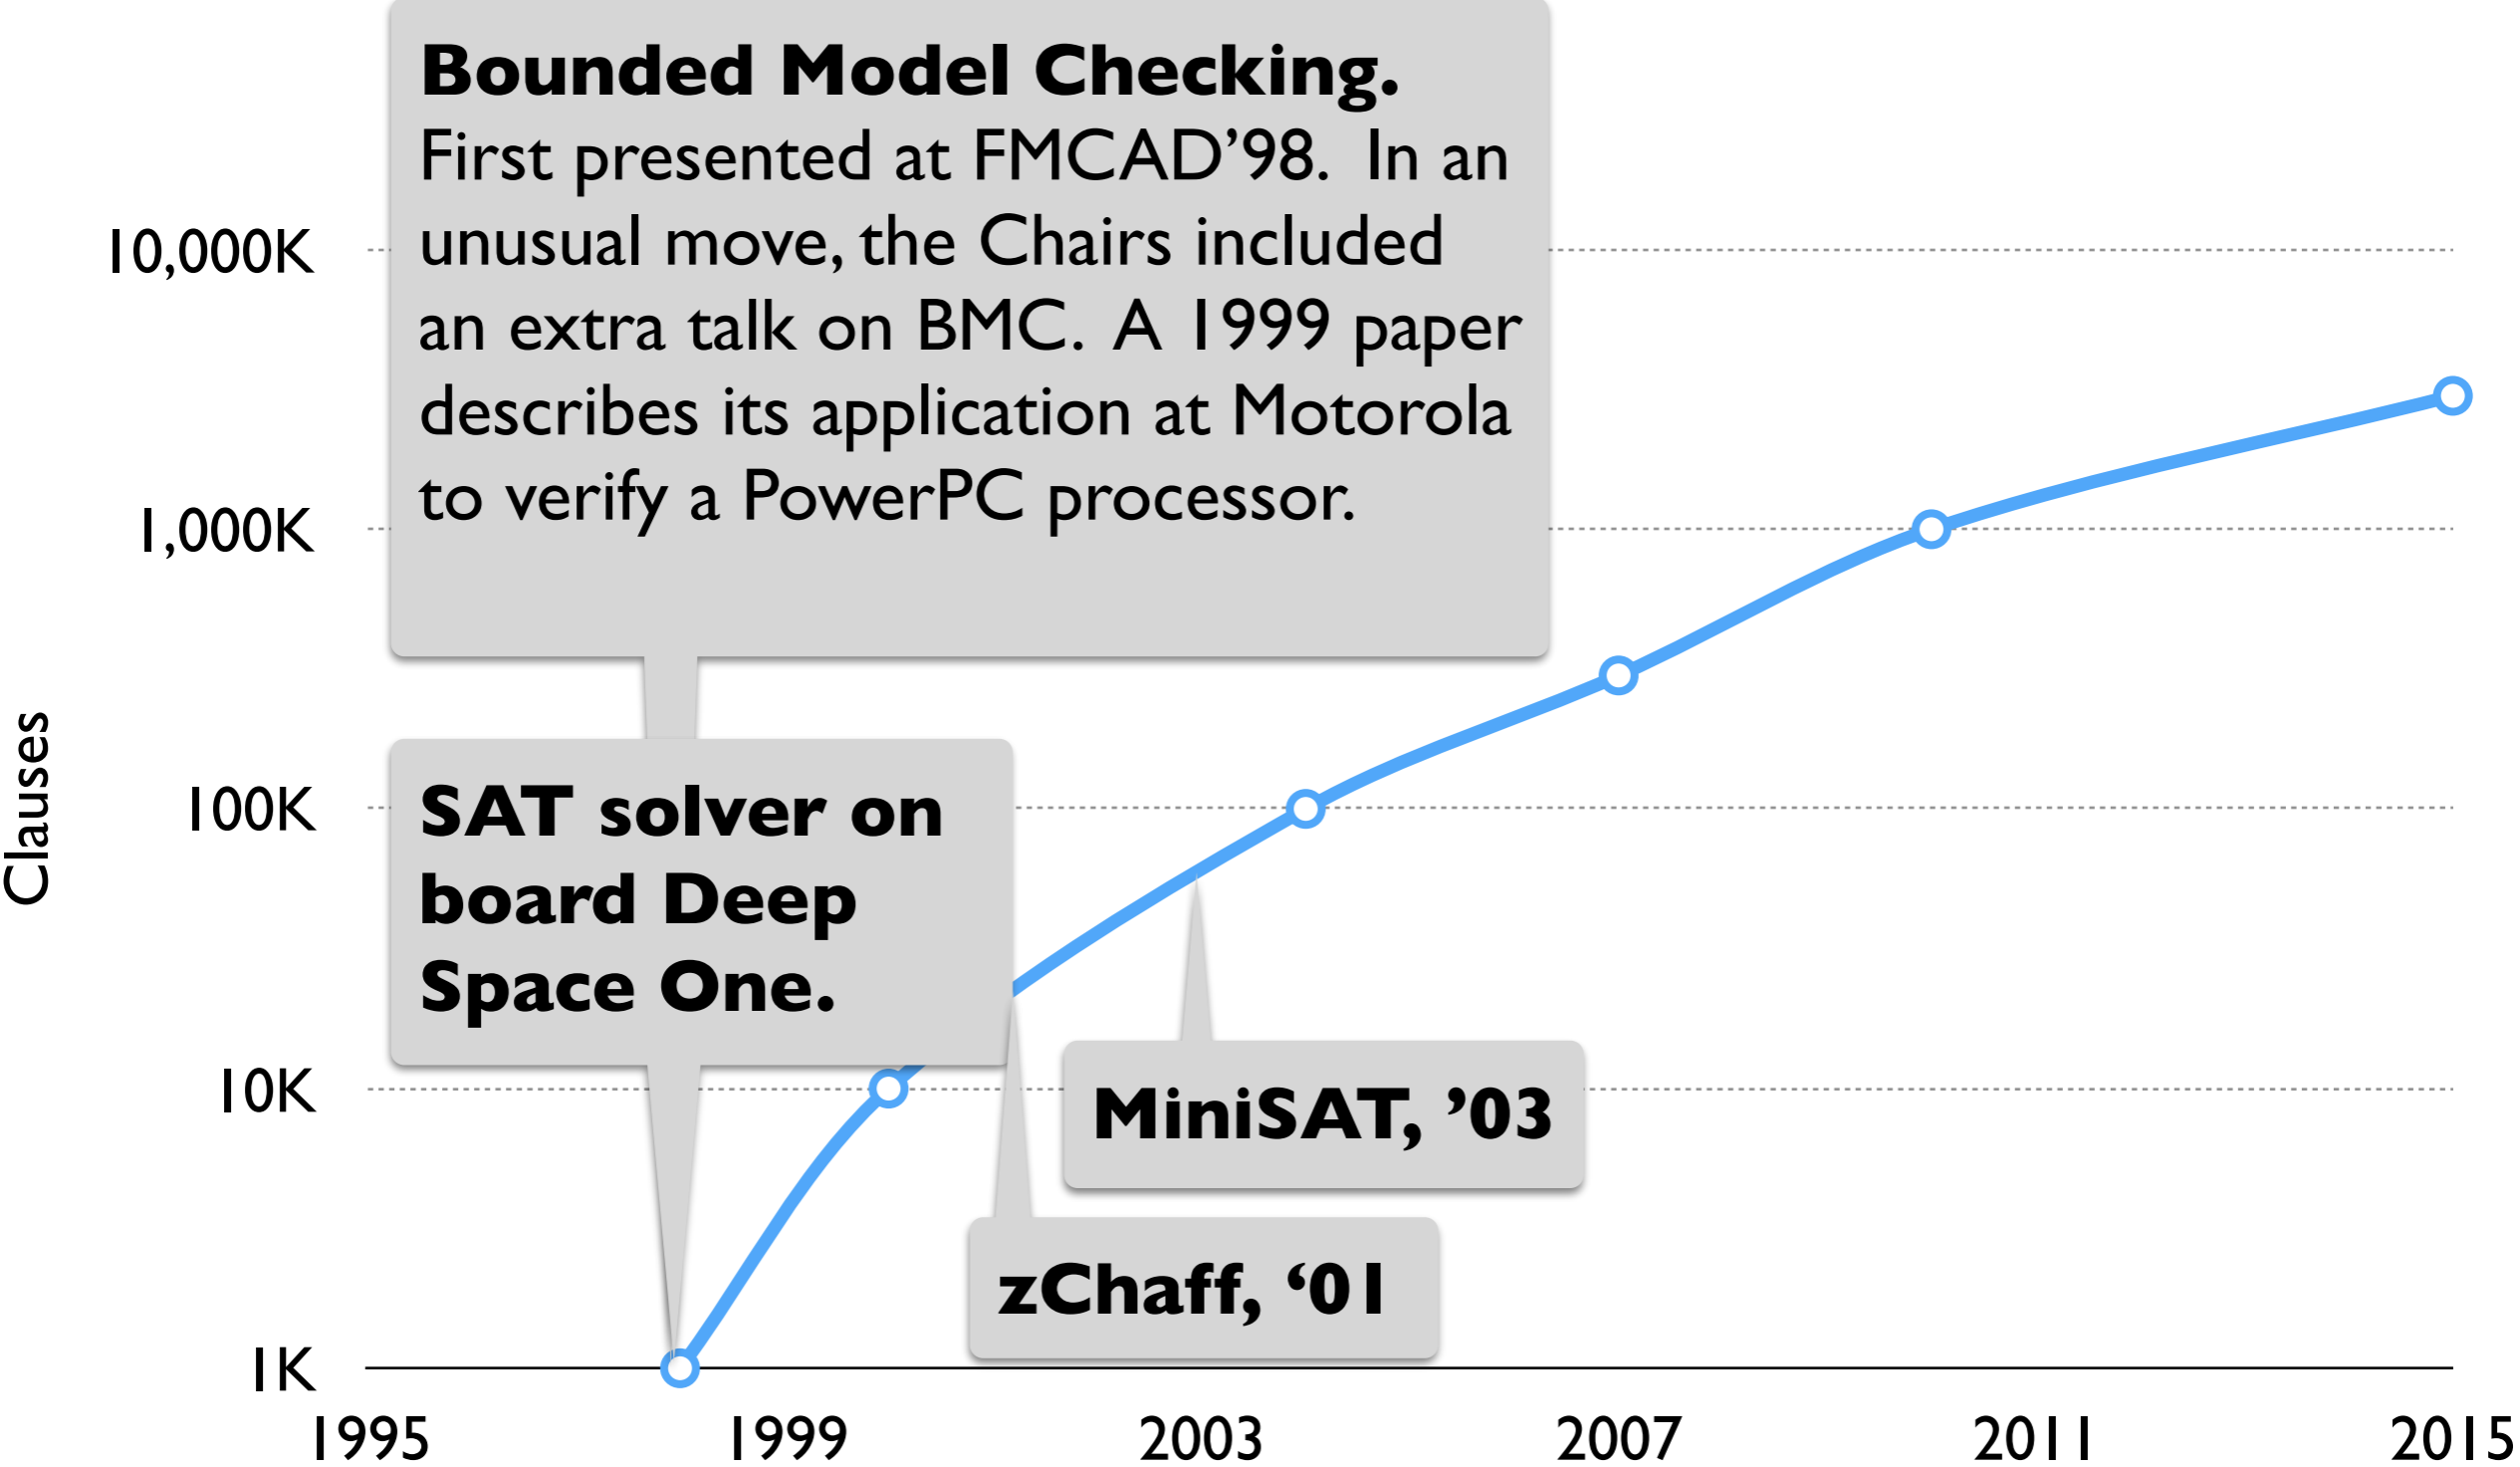 Bounded Model Checking.
First presented at FMCAD’98.  In an
unusual move, the Chairs included
an extra talk on BMC.  A 1999 paper
describes its application at Motorola
to verify a PowerPC processor.
10,000K
1,000K
100K
10K
1K
Clauses
SAT solver on
board Deep
Space One.
MiniSAT, ’03
zChaff, ‘01
1995
1999
2003
2007
2011
2015